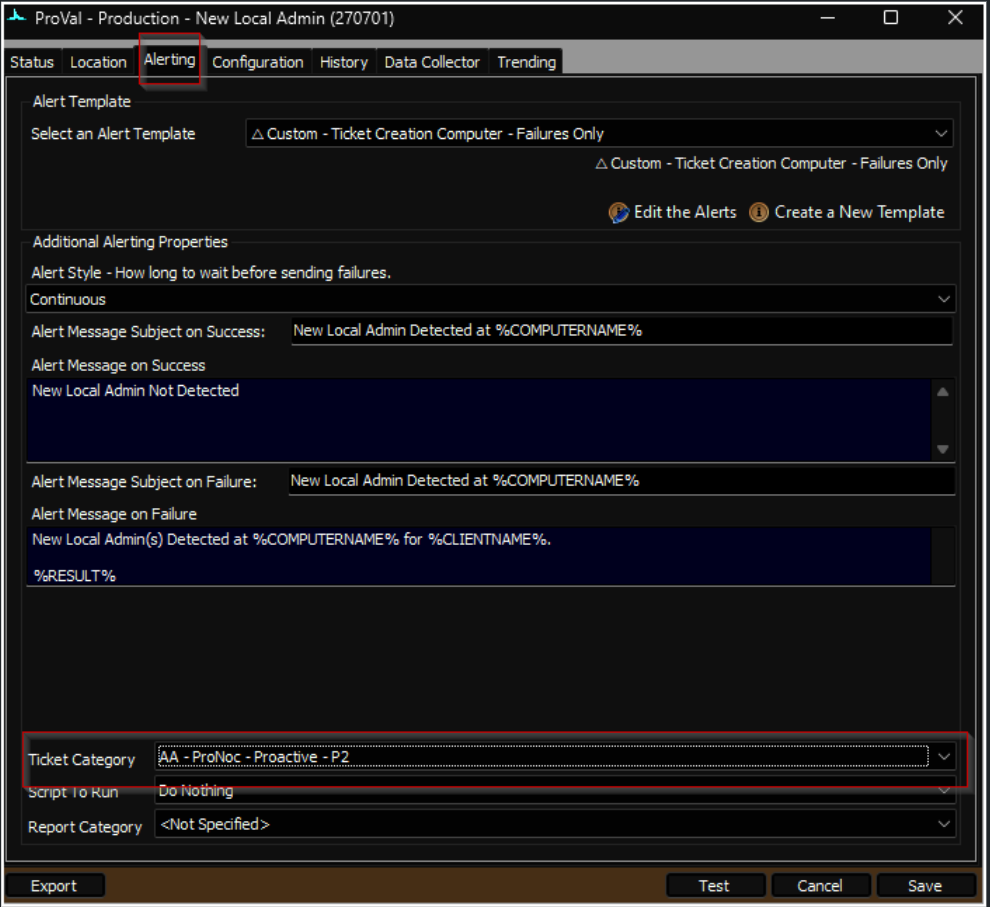 ProVal - Production - New Local Admin (270701)
Status Location Alerting Configuration History Data Collector Trending
Alert Template
Select an Alert Template △ Custom - Ticket Creation Computer - Failures Only
△ Custom - Ticket Creation Computer - Failures Only
Edit the Alerts Create a New Template
Additional Alerting Properties
Alert Style - How long to wait before sending failures.
Continuous
Alert Message Subject on Success: New Local Admin Detected at %COMPUTERNAME%
Alert Message on Success
New Local Admin Not Detected
Alert Message Subject on Failure: New Local Admin Detected at %COMPUTERNAME%
Alert Message on Failure
New Local Admin(s) Detected at %COMPUTERNAME% for %CLIENTNAME%.
%RESULT%
Ticket Category AA - ProNoc - Proactive - P2
Script To Run Do Nothing
Report Category <Not Specified>
Export Test Cancel Save